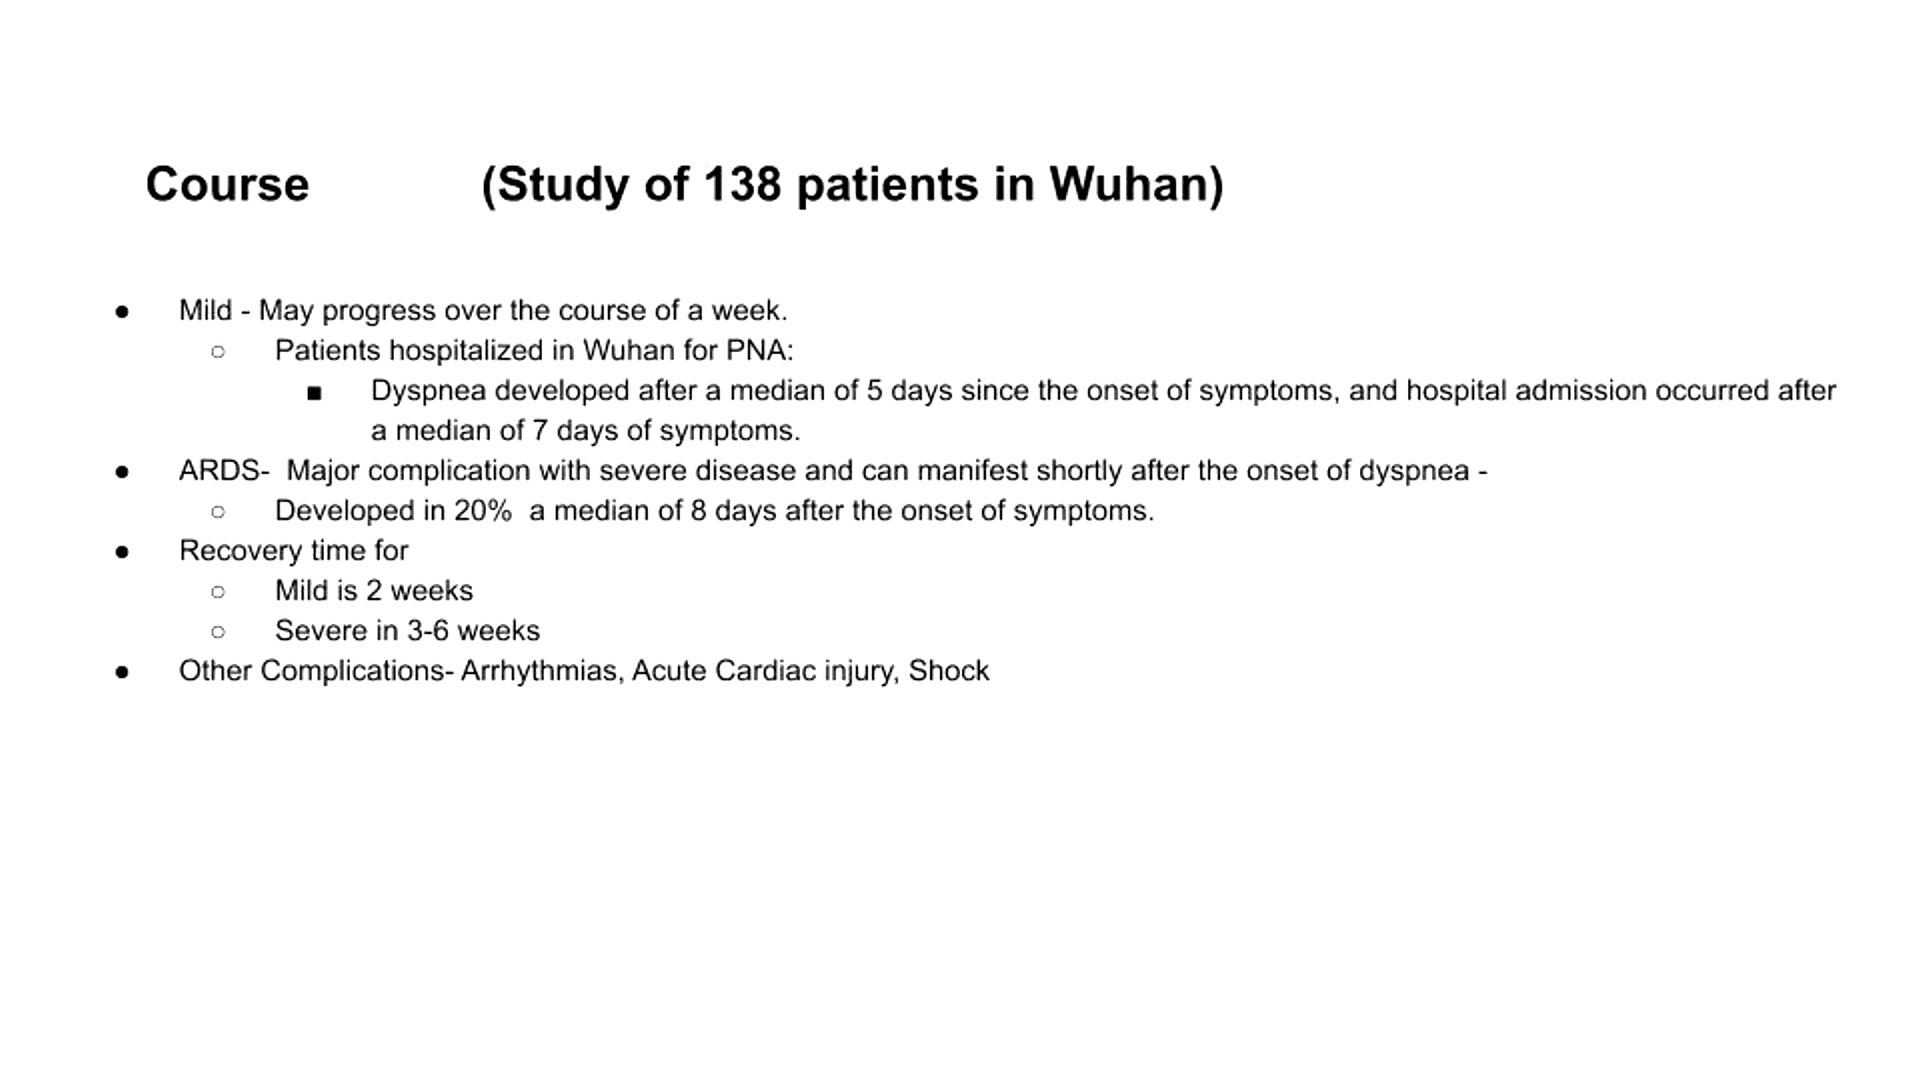 Course (Study of 138 patients in Wuhan)
● Mild - May progress over the course of a week.
○ Patients hospitalized in Wuhan for PNA:
■ Dyspnea developed after a median of 5 days since the onset of symptoms, and hospital admission occurred after
a median of 7 days of symptoms.
● ARDS-  Major complication with severe disease and can manifest shortly after the onset of dyspnea -
○ Developed in 20%  a median of 8 days after the onset of symptoms.
● Recovery time for
○ Mild is 2 weeks
○ Severe in 3-6 weeks
● Other Complications- Arrhythmias, Acute Cardiac injury, Shock